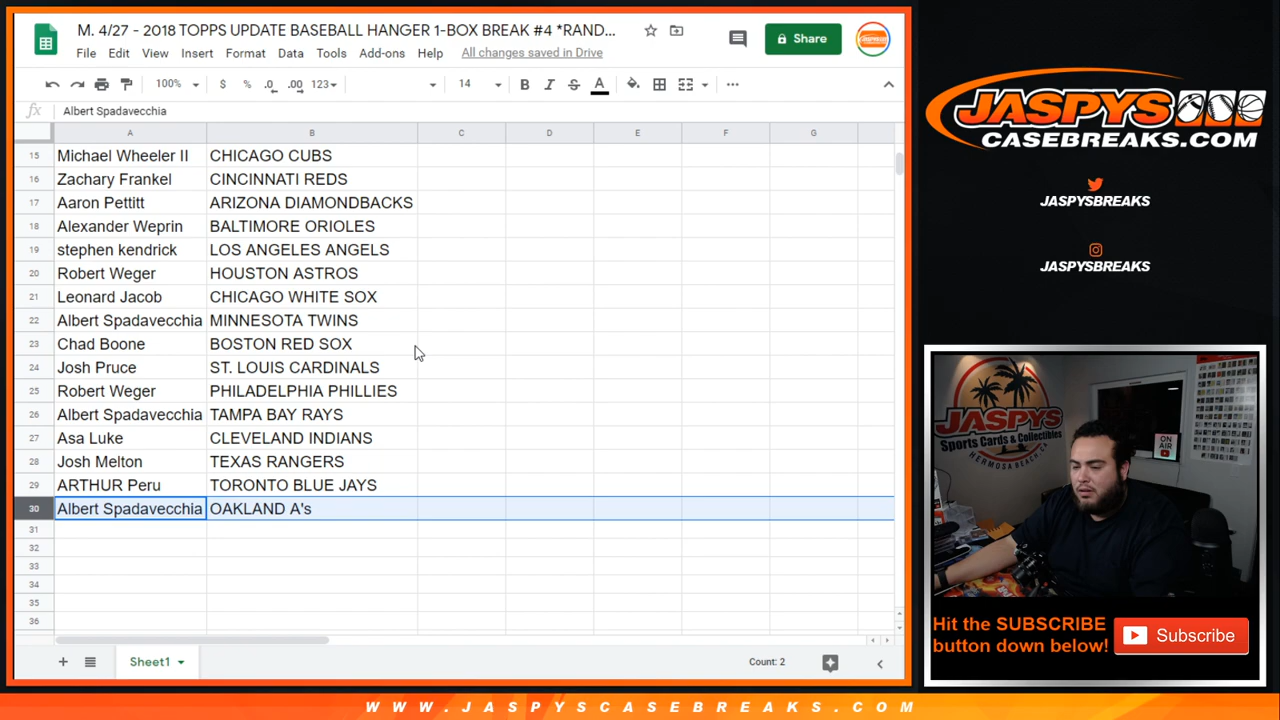 M. 4/27 - 2018 TOPPS UPDATE BASEBALL HANGER 1-BOX BREAK #4 *RAND...
Share
File Edit View Insert Format Data Tools Add-ons Help All changes saved in Drive
100% $ % .0 .00 123 14 B I S A
fx Albert Spadavecchia
A B C D E F G
15 Michael Wheeler II CHICAGO CUBS
16 Zachary Frankel CINCINNATI REDS
17 Aaron Pettitt ARIZONA DIAMONDBACKS
18 Alexander Weprin BALTIMORE ORIOLES
19 stephen kendrick LOS ANGELES ANGELS
20 Robert Weger HOUSTON ASTROS
21 Leonard Jacob CHICAGO WHITE SOX
22 Albert Spadavecchia MINNESOTA TWINS
23 Chad Boone BOSTON RED SOX
24 Josh Pruce ST. LOUIS CARDINALS
25 Robert Weger PHILADELPHIA PHILLIES
26 Albert Spadavecchia TAMPA BAY RAYS
27 Asa Luke CLEVELAND INDIANS
28 Josh Melton TEXAS RANGERS
29 ARTHUR Peru TORONTO BLUE JAYS
30 Albert Spadavecchia OAKLAND A's
31
32
33
34
35
36
Sheet1
Count: 2
JASPYS
CASEBREAKS.COM
JASPYSBREAKS
JASPYSBREAKS
JASPYS
Sports Cards & Collectibles
HERMOSA BEACH, CA
ON AIR
Hit the SUBSCRIBE
button down below!
Subscribe
WWW.JASPYSCASEBREAKS.COM